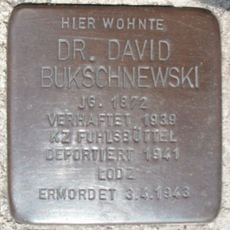 HIER WOHNTE
DR. DAVID
BUKSCHNEWSKI
JG. 1872
VERHAFTET 1939
KZ FUHLSBÜTTEL
DEPORTIERT 1941
LODZ
ERMORDET 3.4.1943